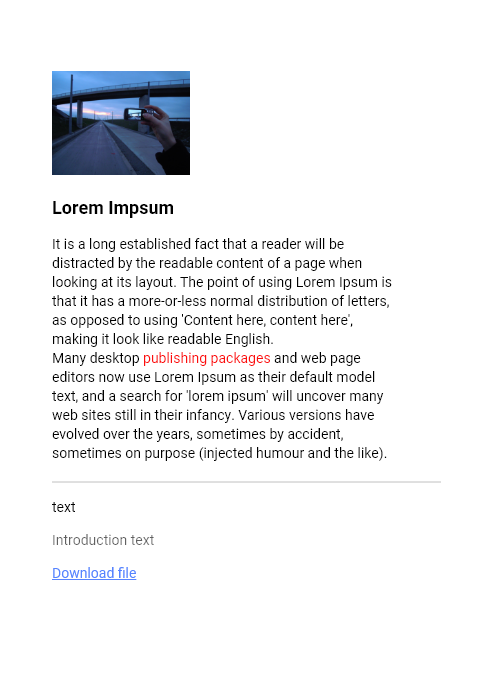 Lorem Impsum
It is a long established fact that a reader will be
distracted by the readable content of a page when
looking at its layout. The point of using Lorem Ipsum is
that it has a more-or-less normal distribution of letters,
as opposed to using 'Content here, content here',
making it look like readable English.
Many desktop publishing packages and web page
editors now use Lorem Ipsum as their default model
text, and a search for 'lorem ipsum' will uncover many
web sites still in their infancy. Various versions have
evolved over the years, sometimes by accident,
sometimes on purpose (injected humour and the like).
text
Introduction text
Download file